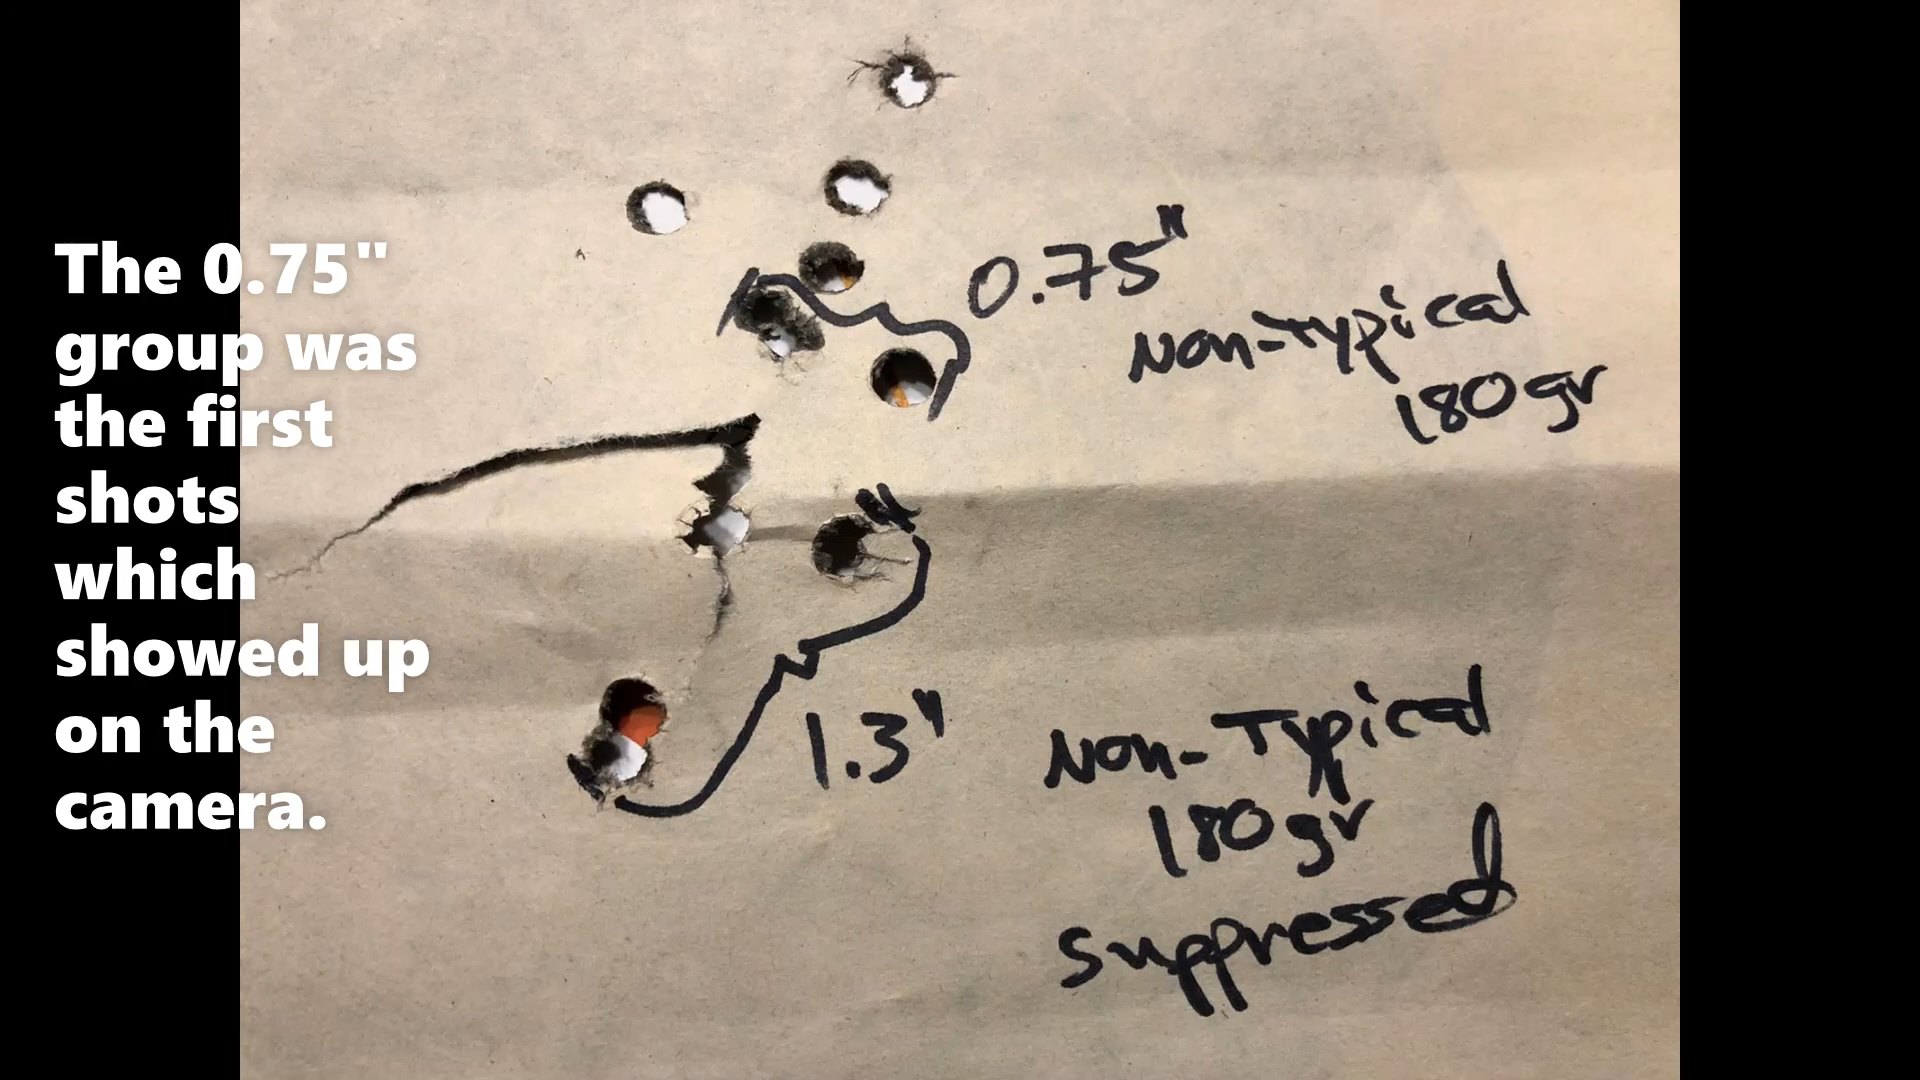 The 0.75"
group was
the first
shots
which
showed up
on the
camera.
0.75"
Non-Typical
180gr
1.3"
Non-Typical
180gr
Suppressed